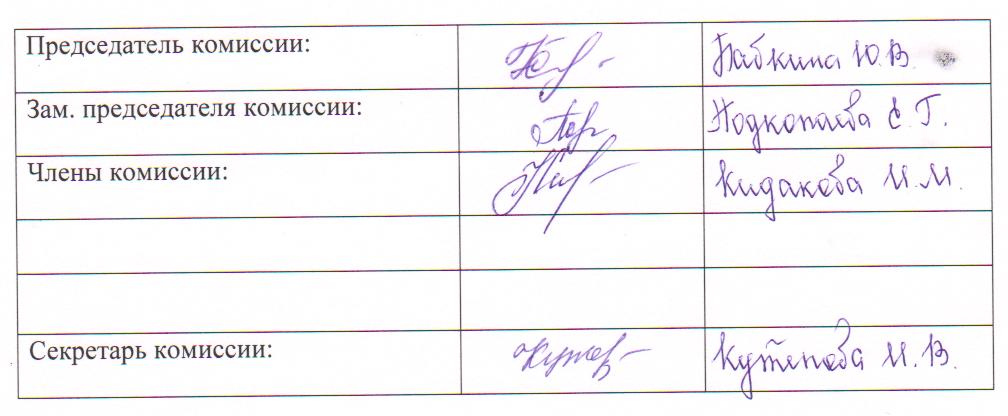 Председатель комиссии: Бабкина Ю.В.
Зам. председателя комиссии: Подкопаева Е.Г.
Члены комиссии: Кидакова И.М.
Секретарь комиссии: Кутепова И.В.